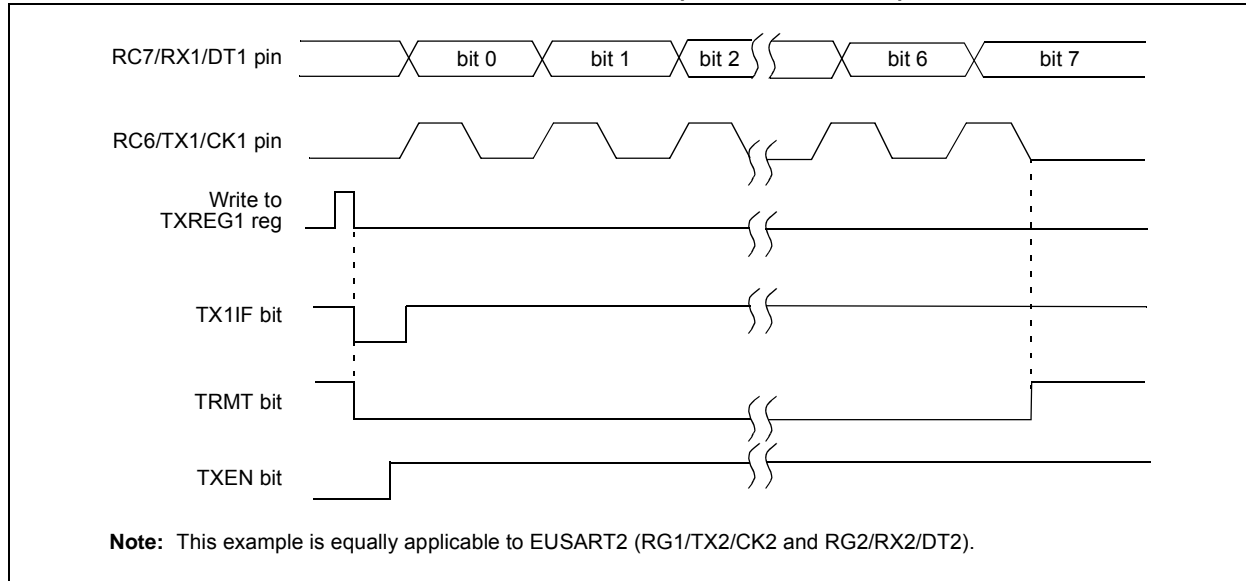 RC7/RX1/DT1 pin
bit 0
bit 1
bit 2
bit 6
bit 7
RC6/TX1/CK1 pin
Write to
TXREG1 reg
TX1IF bit
TRMT bit
TXEN bit
Note: This example is equally applicable to EUSART2 (RG1/TX2/CK2 and RG2/RX2/DT2).